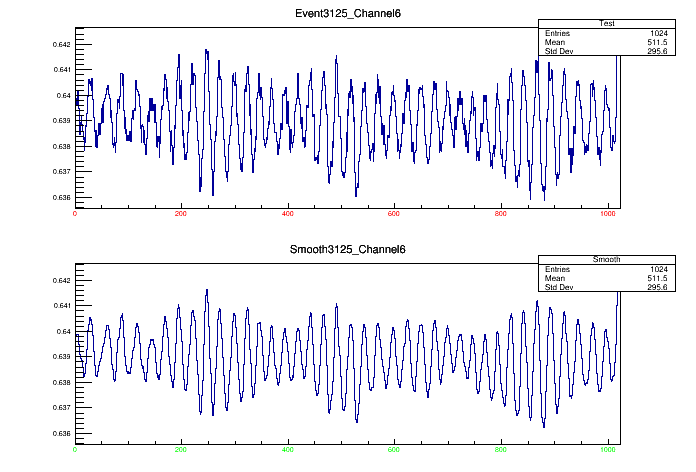 Event3125_Channel6
Test
Entries 1024
Mean 511.5
Std Dev 295.6
0.642
0.641
0.64
0.639
0.638
0.637
0.636
0 200 400 600 800 1000
Smooth3125_Channel6
Smooth
Entries 1024
Mean 511.5
Std Dev 295.6
0.642
0.641
0.64
0.639
0.638
0.637
0.636
0 200 400 600 800 1000